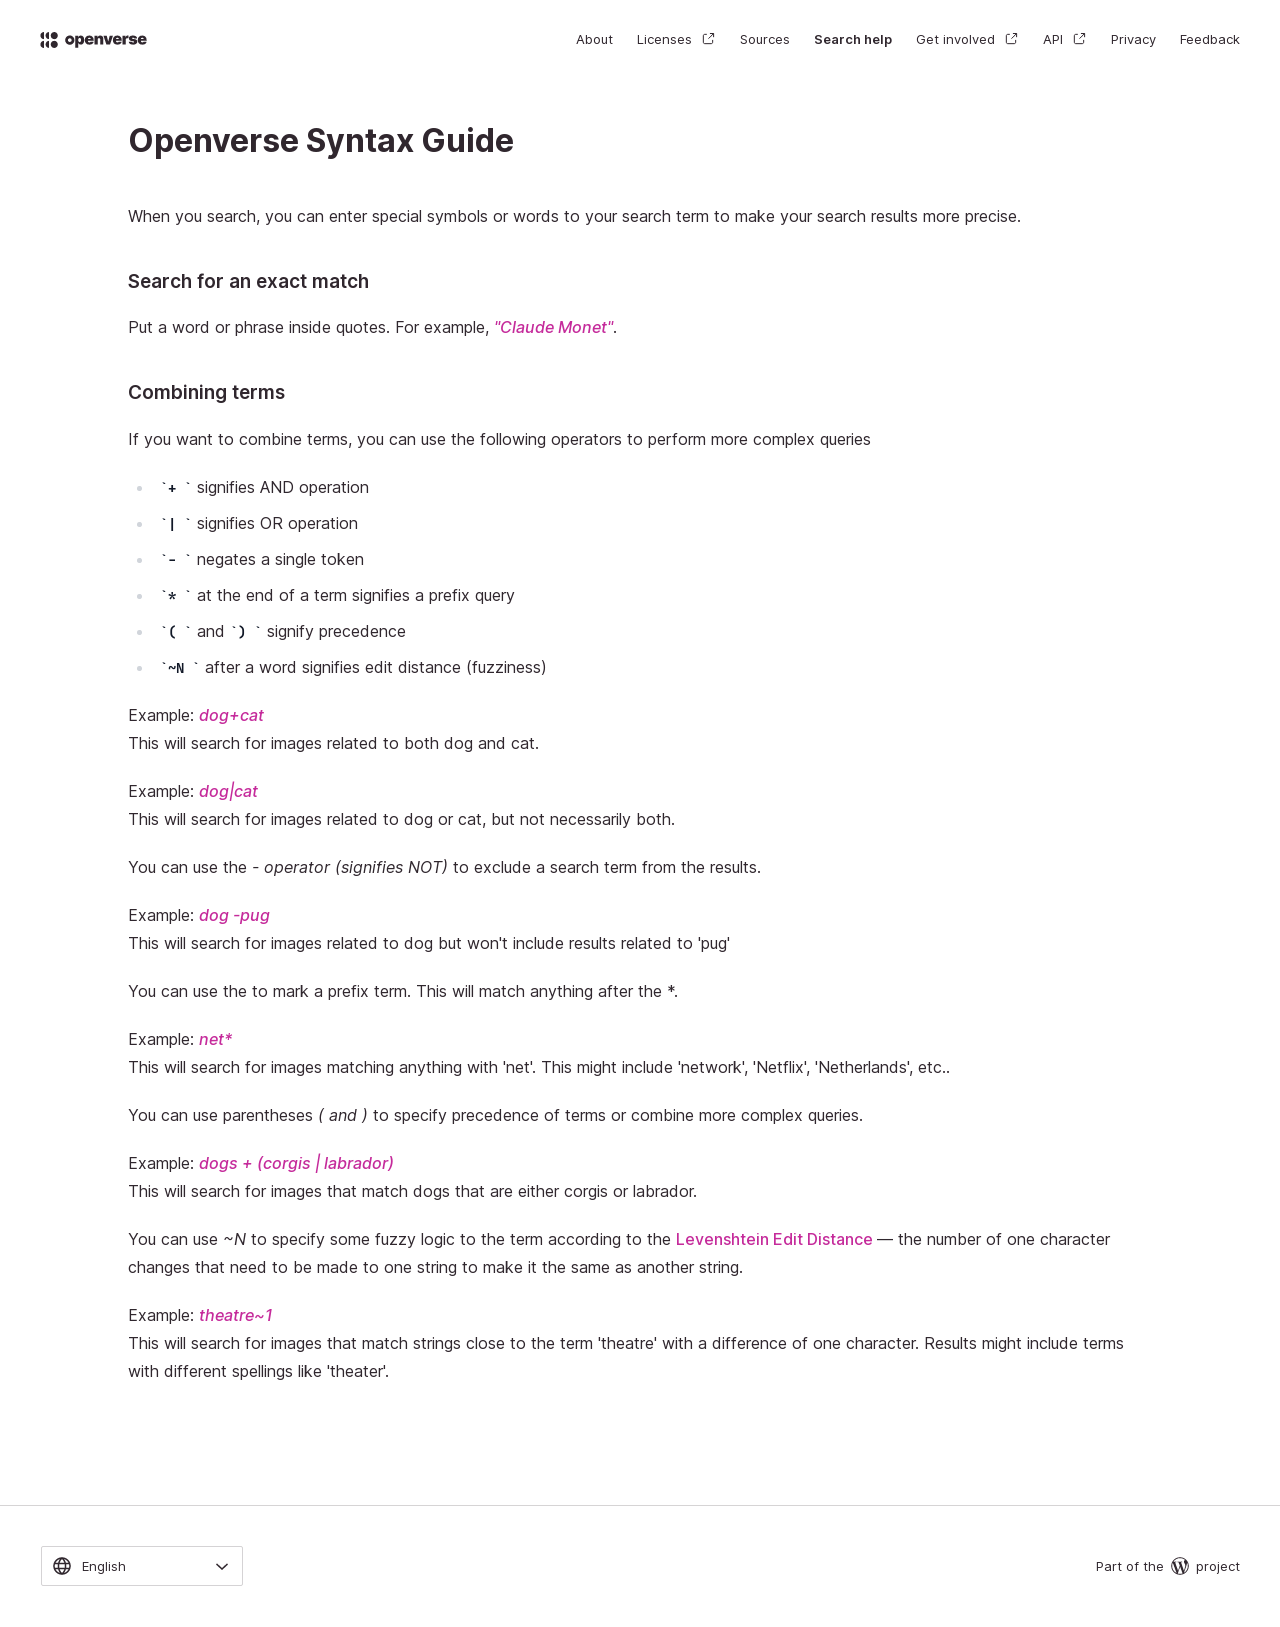 openverse
About Licenses Sources Search help Get involved API Privacy Feedback
Openverse Syntax Guide
When you search, you can enter special symbols or words to your search term to make your search results more precise.
Search for an exact match
Put a word or phrase inside quotes. For example, "Claude Monet".
Combining terms
If you want to combine terms, you can use the following operators to perform more complex queries
`+ ` signifies AND operation
`| ` signifies OR operation
`- ` negates a single token
`* ` at the end of a term signifies a prefix query
`( ` and `) ` signify precedence
`~N ` after a word signifies edit distance (fuzziness)
Example: dog+cat
This will search for images related to both dog and cat.
Example: dog|cat
This will search for images related to dog or cat, but not necessarily both.
You can use the - operator (signifies NOT) to exclude a search term from the results.
Example: dog -pug
This will search for images related to dog but won't include results related to 'pug'
You can use the to mark a prefix term. This will match anything after the *.
Example: net*
This will search for images matching anything with 'net'. This might include 'network', 'Netflix', 'Netherlands', etc..
You can use parentheses ( and ) to specify precedence of terms or combine more complex queries.
Example: dogs + (corgis | labrador)
This will search for images that match dogs that are either corgis or labrador.
You can use ~N to specify some fuzzy logic to the term according to the Levenshtein Edit Distance — the number of one character
changes that need to be made to one string to make it the same as another string.
Example: theatre~1
This will search for images that match strings close to the term 'theatre' with a difference of one character. Results might include terms
with different spellings like 'theater'.
English
Part of the project